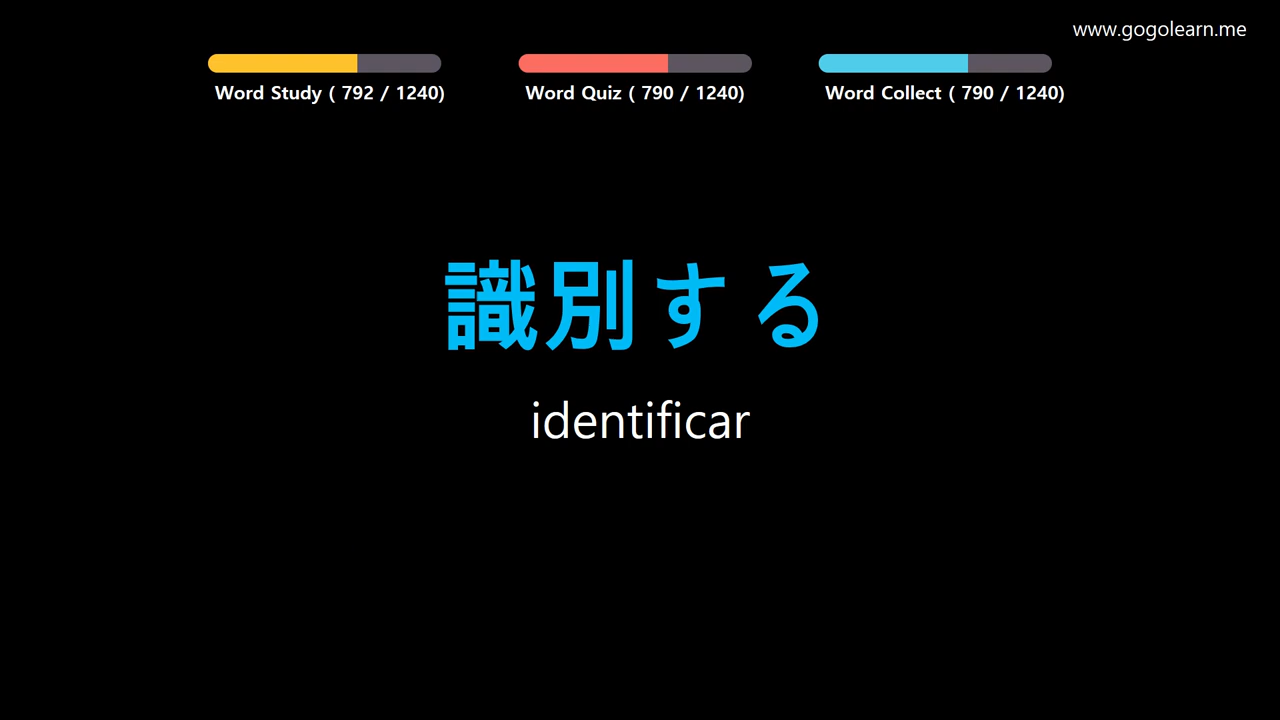 www.gogolearn.me
Word Study ( 792 / 1240)
Word Quiz ( 790 / 1240)
Word Collect ( 790 / 1240)
識別する
identificar